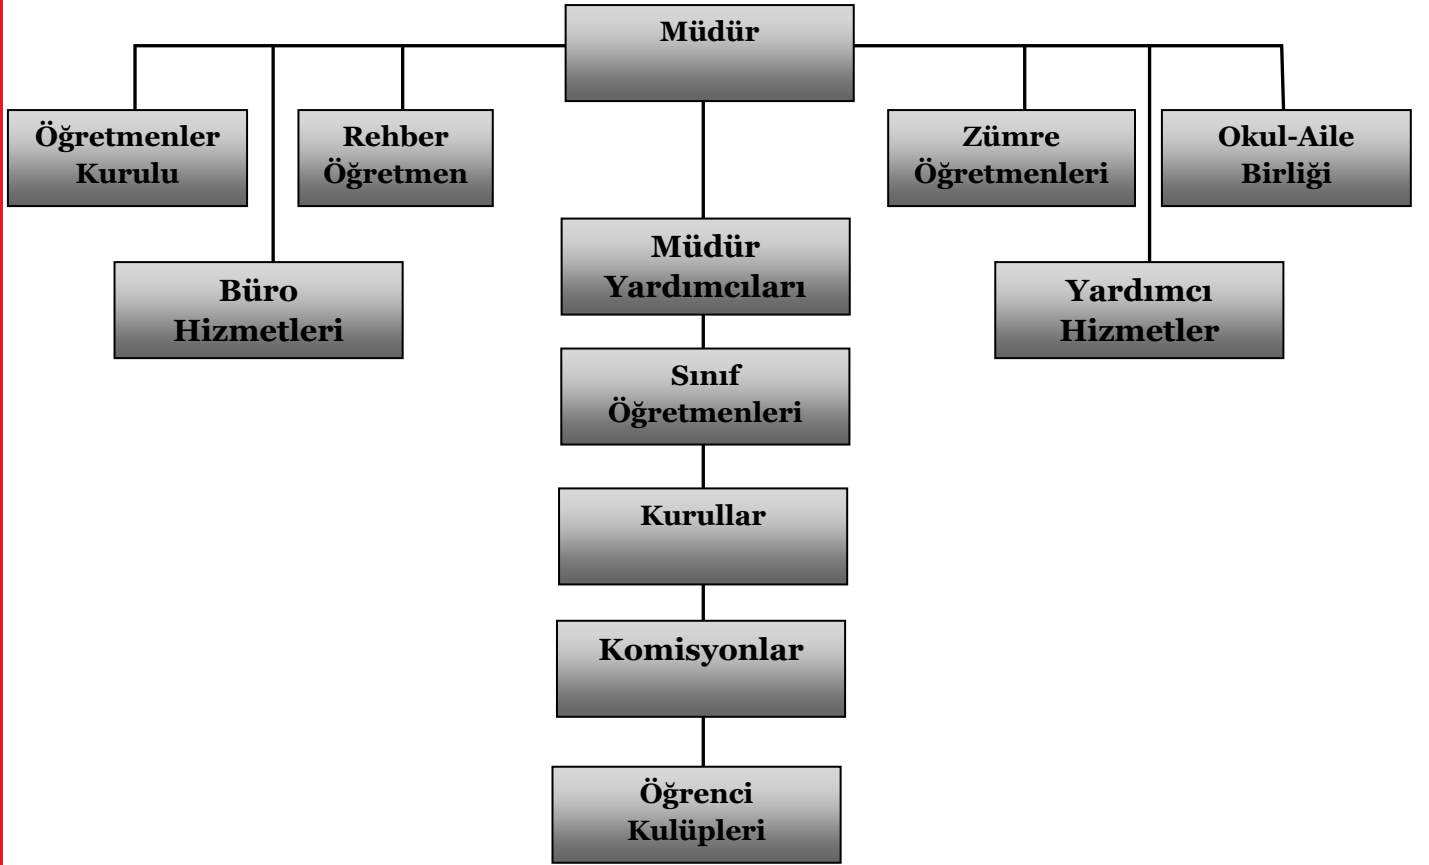 Müdür
Öğretmenler
Kurulu
Rehber
Öğretmen
Zümre
Öğretmenleri
Okul-Aile
Birliği
Büro
Hizmetleri
Müdür
Yardımcıları
Yardımcı
Hizmetler
Sınıf
Öğretmenleri
Kurullar
Komisyonlar
Öğrenci
Kulüpleri